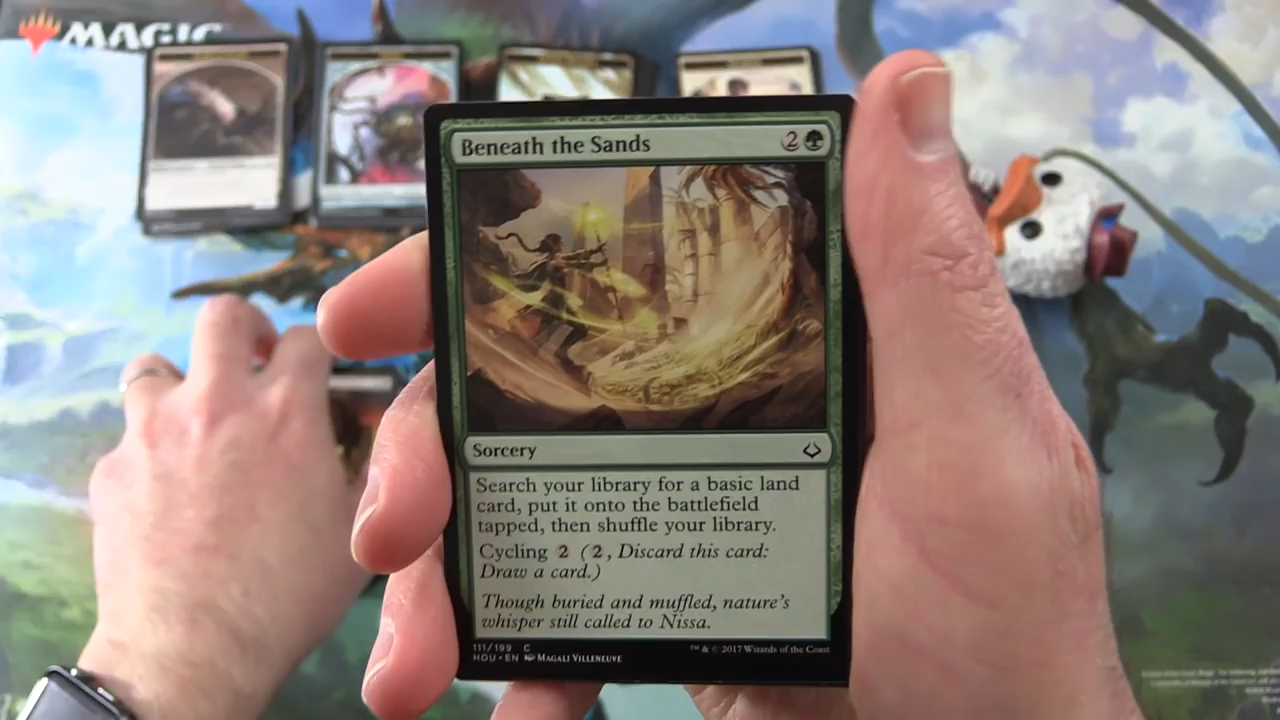 MAGIC
Beneath the Sands 2
Sorcery
Search your library for a basic land
card, put it onto the battlefield
tapped, then shuffle your library.
Cycling 2 (2, Discard this card:
Draw a card.)
Though buried and muffled, nature's
whisper still called to Nissa.
111/199 C
HOU • EN Magali Villeneuve
™ & © 2017 Wizards of the Coast